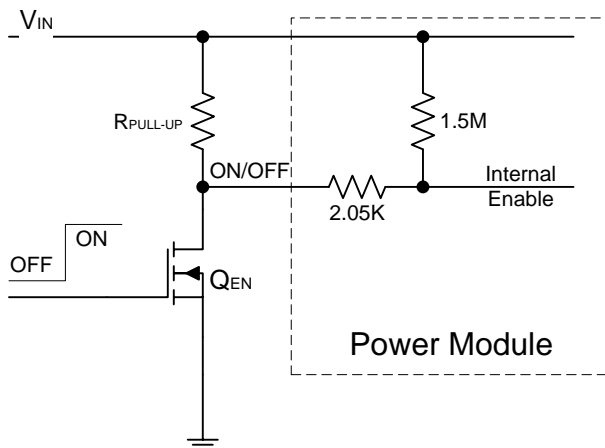 VIN
RPULL-UP
1.5M
ON/OFF
Internal
Enable
2.05K
ON
OFF
QEN
Power Module